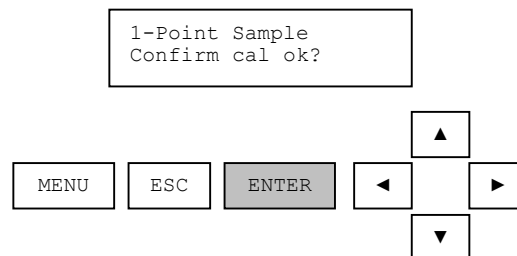 1-Point Sample
Confirm cal ok?
▲
MENU ESC ENTER ◄ ►
▼